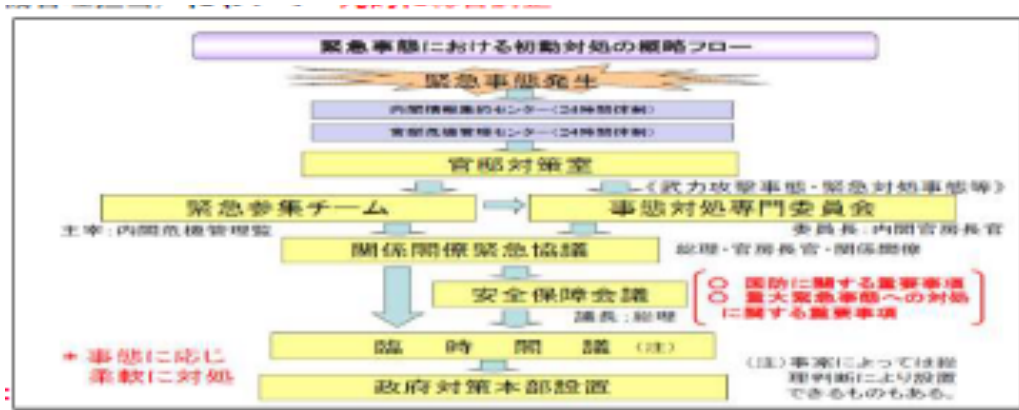 緊急事態における初動対処の概略フロー
緊急事態発生
内閣情報集約センター(24時間体制)
官邸危機管理センター(24時間体制)
官邸対策室
《武力攻撃事態・緊急対処事態等》
緊急参集チーム
事態対処専門委員会
主宰:内閣危機管理監
委員長:内閣官房長官
関係閣僚緊急協議
総理・官房長官・関係閣僚
安全保障会議
○ 国防に関する重要事項
○ 重大緊急事態への対処
に関する重要事項
議長:総理
臨時閣議(注)
* 事態に応じ
柔軟に対処
(注)事案によっては総
理判断により設置
できるものもある。
政府対策本部設置